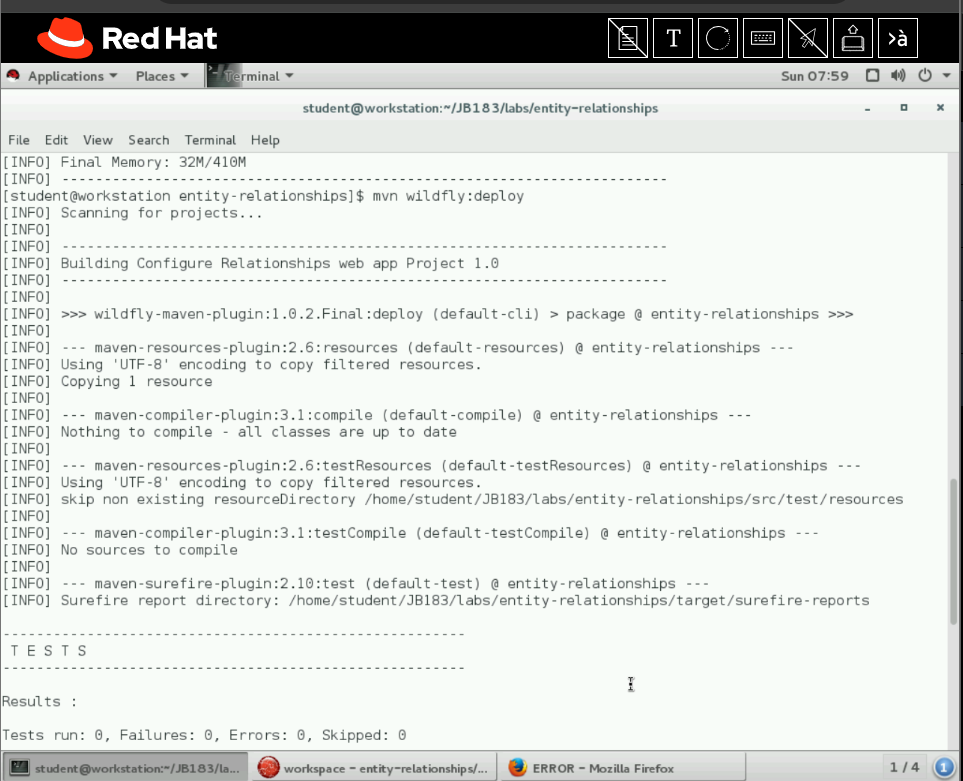 Red Hat
T
>à
Applications
Places
Terminal
Sun 07:59
student@workstation:~/JB183/labs/entity-relationships
File Edit View Search Terminal Help
[INFO] Final Memory: 32M/410M
[INFO] ------------------------------------------------------------------------
[student@workstation entity-relationships]$ mvn wildfly:deploy
[INFO] Scanning for projects...
[INFO]
[INFO] ------------------------------------------------------------------------
[INFO] Building Configure Relationships web app Project 1.0
[INFO] ------------------------------------------------------------------------
[INFO]
[INFO] >>> wildfly-maven-plugin:1.0.2.Final:deploy (default-cli) > package @ entity-relationships >>>
[INFO]
[INFO] --- maven-resources-plugin:2.6:resources (default-resources) @ entity-relationships ---
[INFO] Using 'UTF-8' encoding to copy filtered resources.
[INFO] Copying 1 resource
[INFO]
[INFO] --- maven-compiler-plugin:3.1:compile (default-compile) @ entity-relationships ---
[INFO] Nothing to compile - all classes are up to date
[INFO]
[INFO] --- maven-resources-plugin:2.6:testResources (default-testResources) @ entity-relationships ---
[INFO] Using 'UTF-8' encoding to copy filtered resources.
[INFO] skip non existing resourceDirectory /home/student/JB183/labs/entity-relationships/src/test/resources
[INFO]
[INFO] --- maven-compiler-plugin:3.1:testCompile (default-testCompile) @ entity-relationships ---
[INFO] No sources to compile
[INFO]
[INFO] --- maven-surefire-plugin:2.10:test (default-test) @ entity-relationships ---
[INFO] Surefire report directory: /home/student/JB183/labs/entity-relationships/target/surefire-reports
-------------------------------------------------------
T E S T S
-------------------------------------------------------
Results :
Tests run: 0, Failures: 0, Errors: 0, Skipped: 0
student@workstation:~/JB183/la...
workspace - entity-relationships/...
ERROR - Mozilla Firefox
1 / 4
1